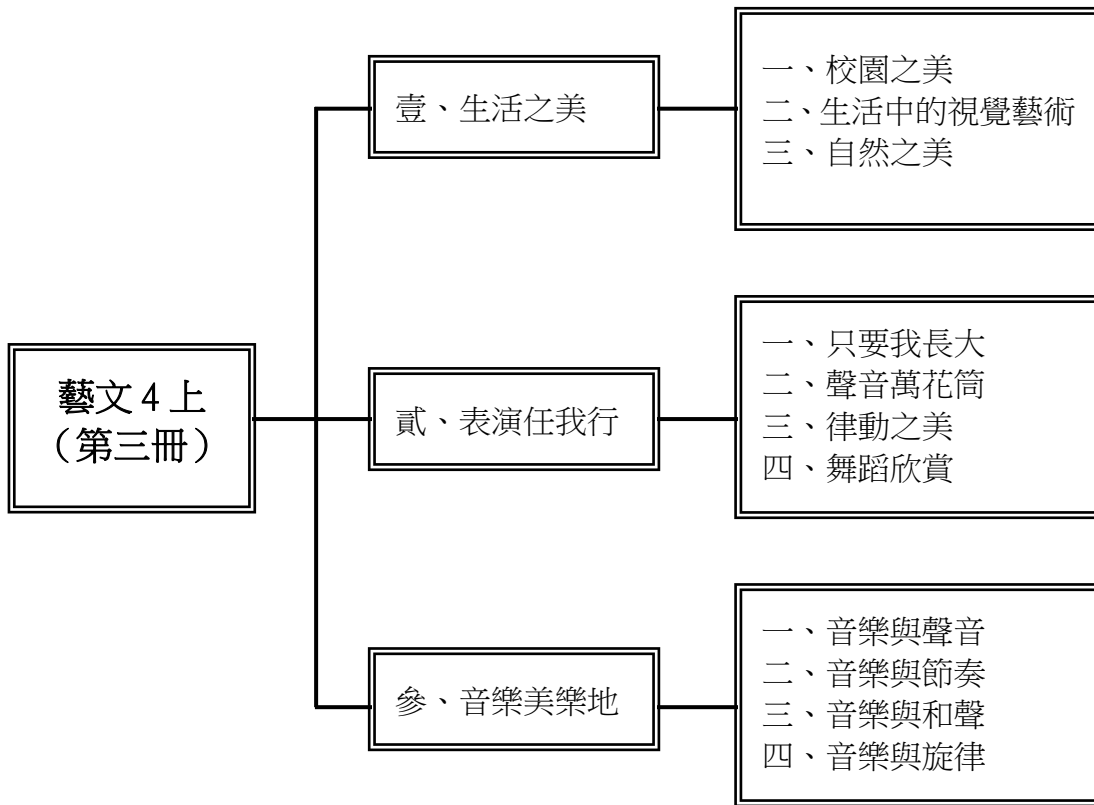 藝文4上
（第三冊）
壹、生活之美
一、校園之美
二、生活中的視覺藝術
三、自然之美
貳、表演任我行
一、只要我長大
二、聲音萬花筒
三、律動之美
四、舞蹈欣賞
參、音樂美樂地
一、音樂與聲音
二、音樂與節奏
三、音樂與和聲
四、音樂與旋律